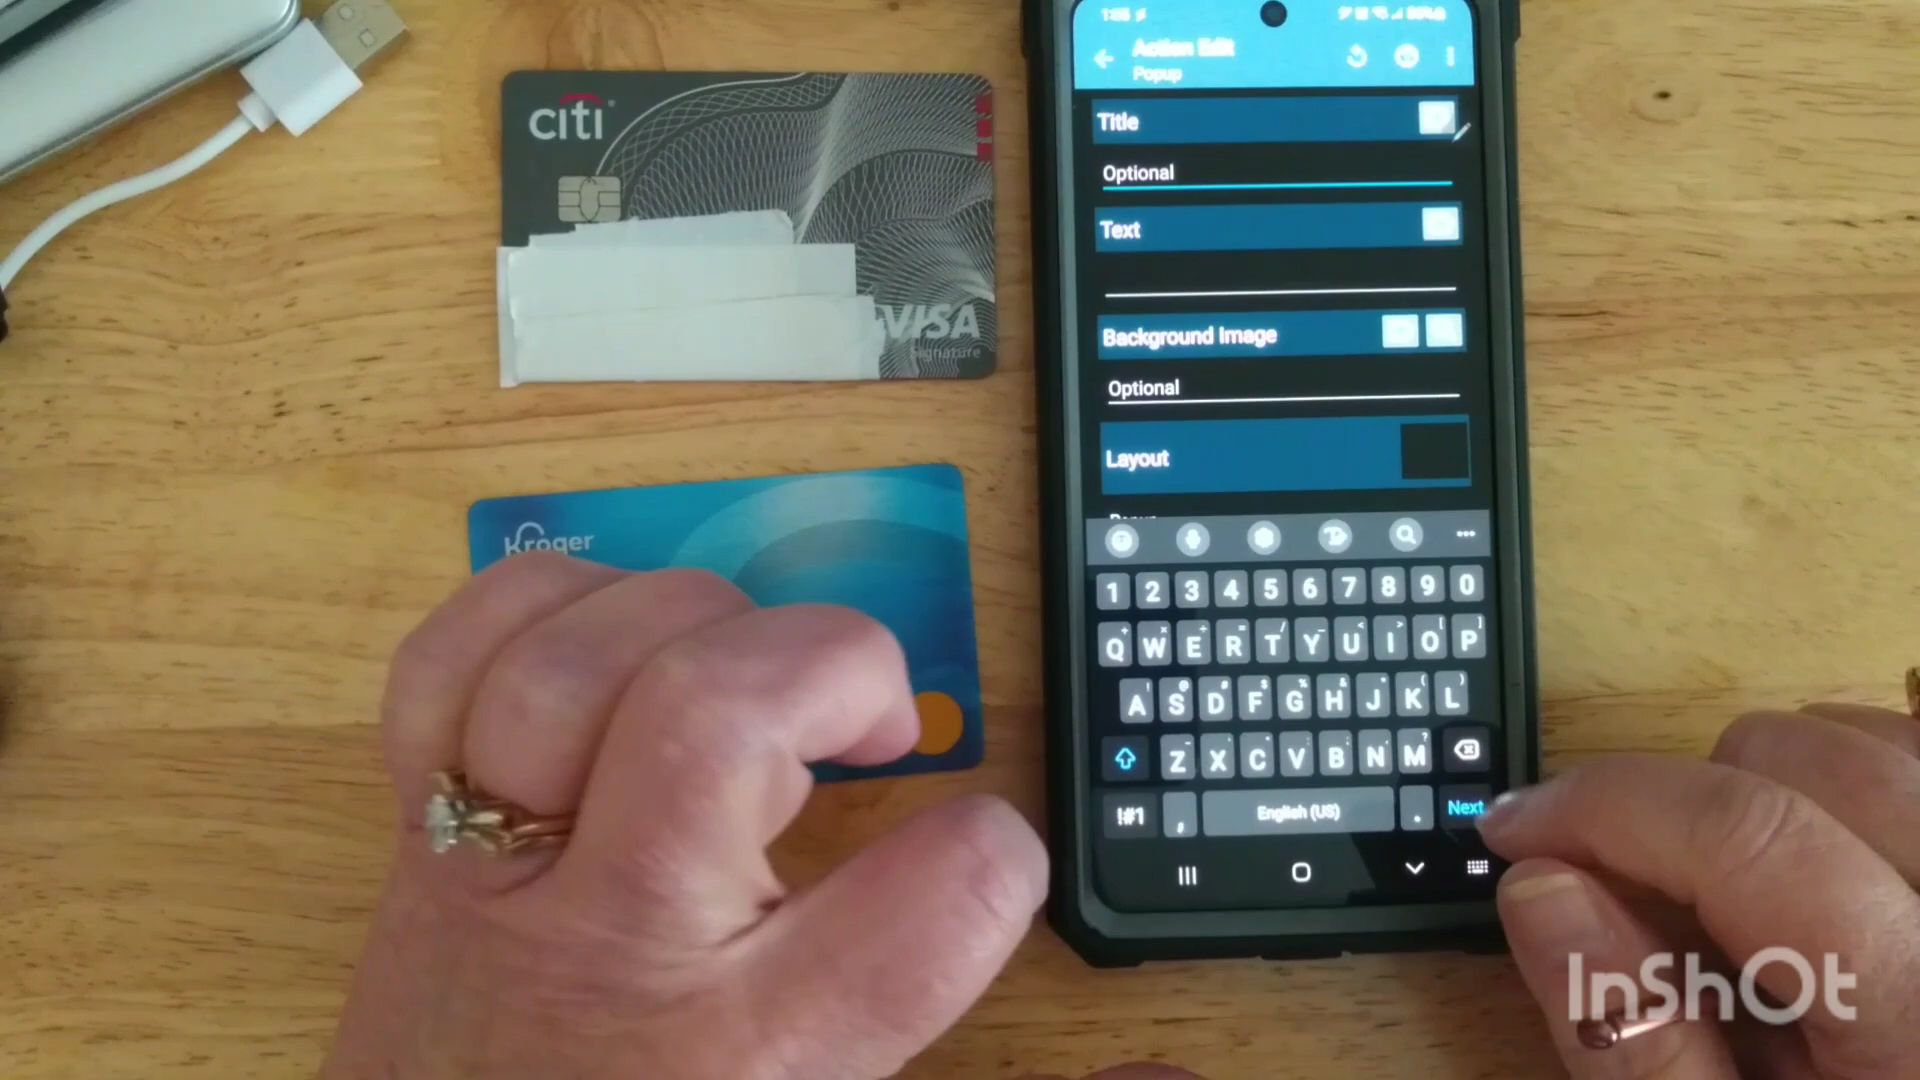 citi
VISA
Signature
Kroger
Action Edit
Popup
Title
Optional
Text
Background Image
Optional
Layout
1 2 3 4 5 6 7 8 9 0
Q W E R T Y U I O P
A S D F G H J K L
Z X C V B N M
!#1 , English (US) . Next
InShOt